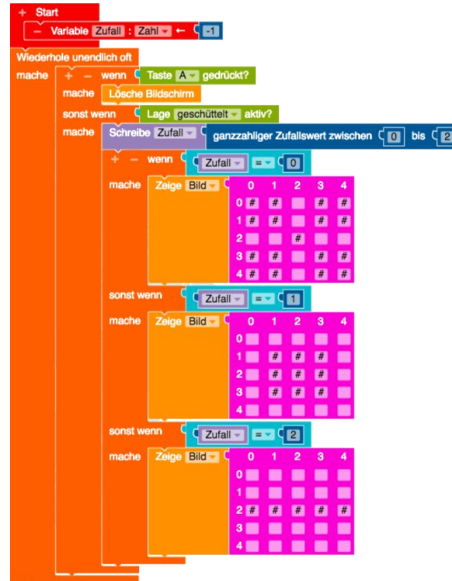 + Start
− Variable Zufall : Zahl ← -1
Wiederhole unendlich oft
mache + − wenn Taste A gedrückt?
mache Lösche Bildschirm
sonst wenn Lage geschüttelt aktiv?
mache Schreibe Zufall ganzzahliger Zufallswert zwischen 0 bis 2
+ − wenn Zufall = 0
mache Zeige Bild 0 1 2 3 4
0 # # # #
1 # # # #
2 #
3 # # # #
4 # # # #
sonst wenn Zufall = 1
mache Zeige Bild 0 1 2 3 4
0
1 # # #
2 # # #
3 # # #
4
sonst wenn Zufall = 2
mache Zeige Bild 0 1 2 3 4
0
1
2 # # # # #
3
4